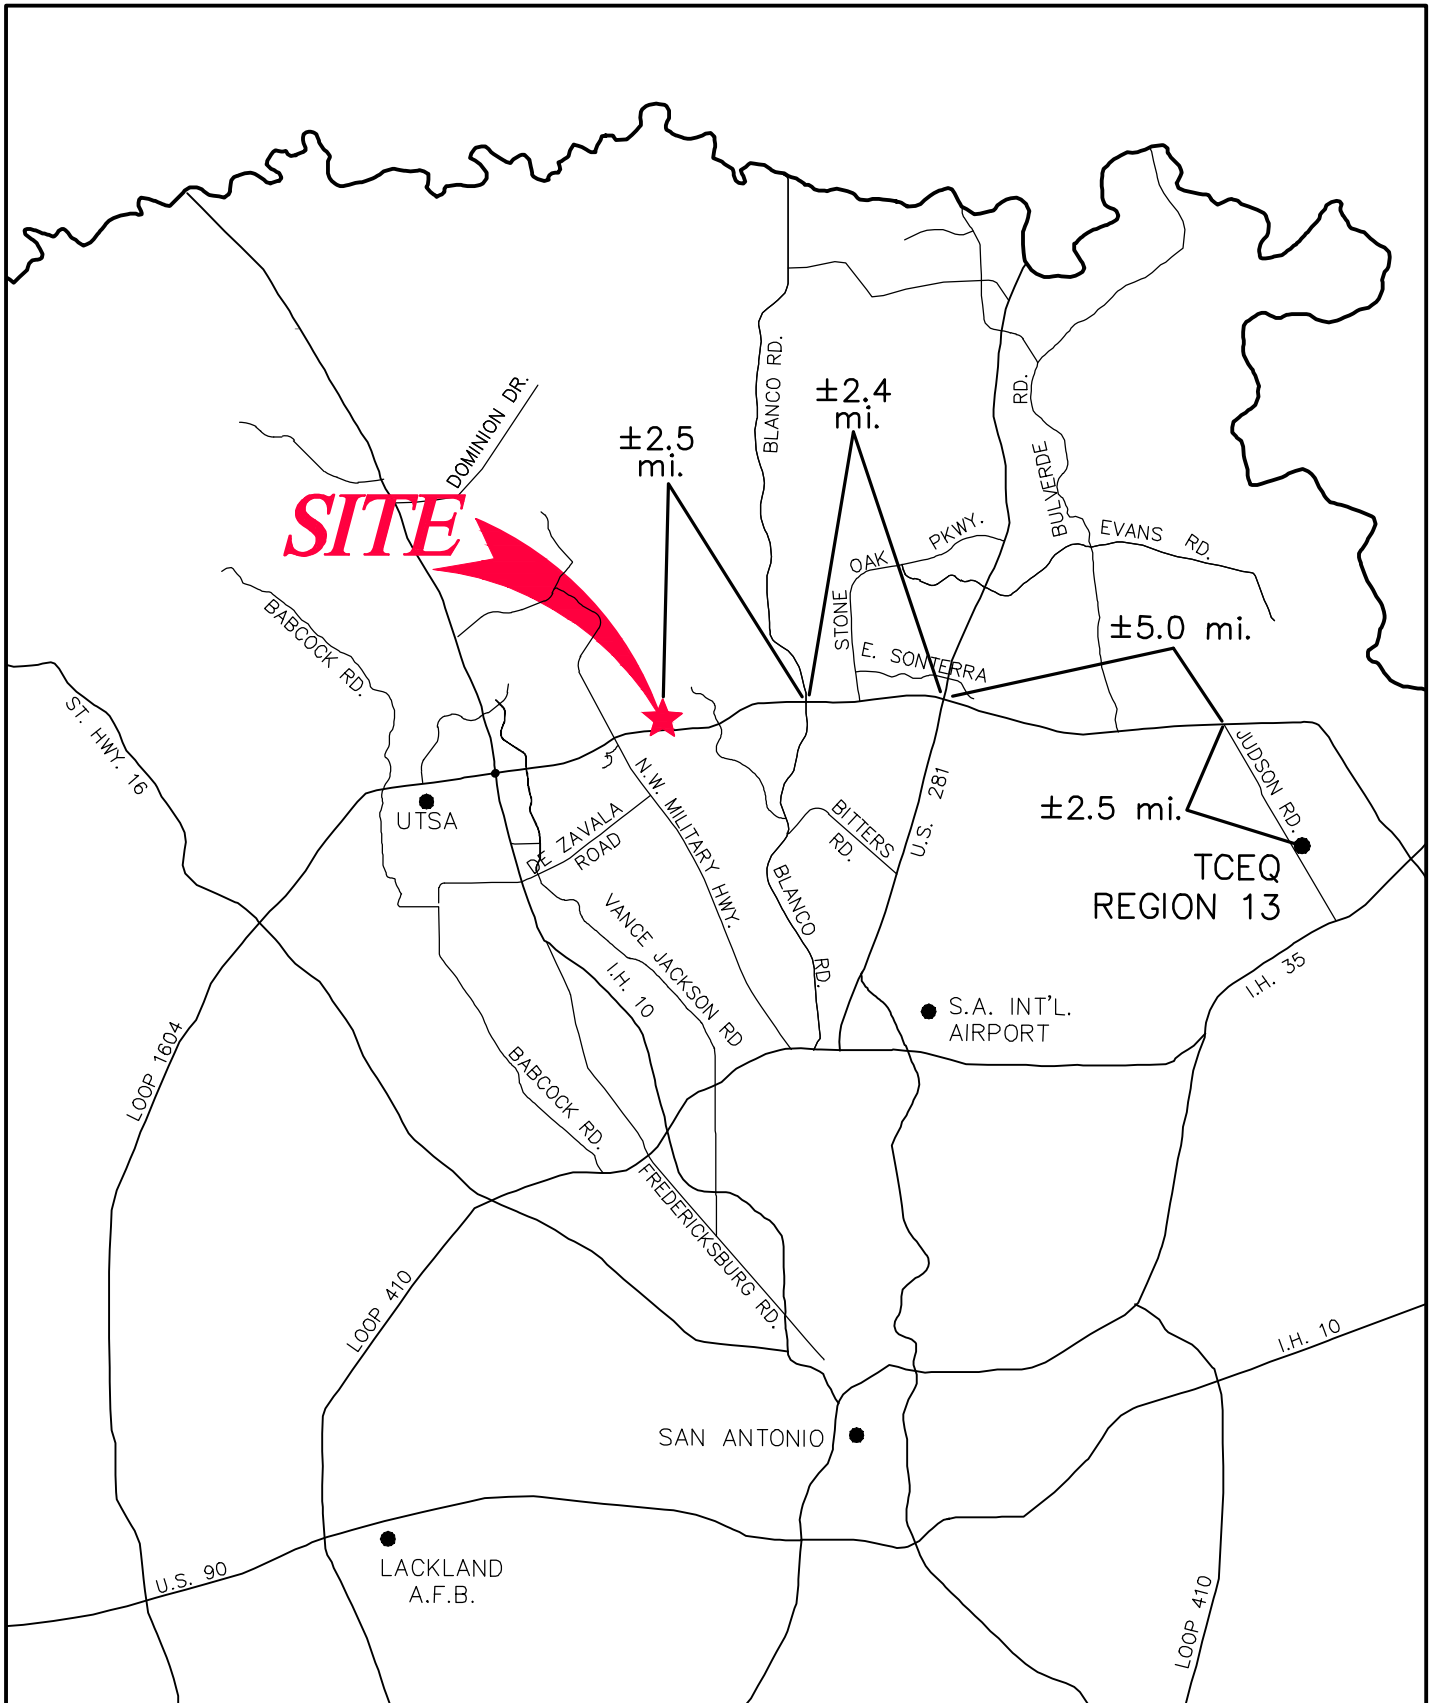 BLANCO RD.
±2.4
mi.
DOMINION DR.
±2.5
mi.
RD.
BULVERDE
SITE
PKWY.
OAK
STONE
EVANS RD.
BABCOCK RD.
E. SONTERRA
±5.0 mi.
ST. HWY. 16
JUDSON RD.
N.W. MILITARY HWY.
UTSA
DE ZAVALA
ROAD
BITTERS
RD.
U.S. 281
±2.5 mi.
TCEQ
REGION 13
BLANCO RD.
VANCE JACKSON RD
I.H. 10
I.H. 35
S.A. INT'L.
AIRPORT
LOOP 1604
BABCOCK RD.
FREDERICKSBURG RD.
LOOP 410
I.H. 10
SAN ANTONIO
U.S. 90
LACKLAND
A.F.B.
LOOP 410